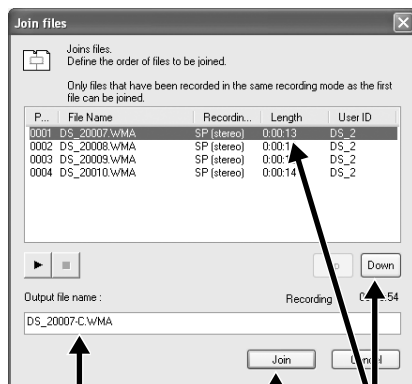 Join files
Joins files.
Define the order of files to be joined.
Only files that have been recorded in the same recording mode as the first
file can be joined.
P... File Name Recordin... Length User ID
0001 DS_20007.WMA SP (stereo) 0:00:13 DS_2
0002 DS_20008.WMA SP (stereo) DS_2
0003 DS_20009.WMA SP (stereo) DS_2
0004 DS_20010.WMA SP (stereo) 0:00:14 DS_2
Down
Output file name :
Recording
DS_20007-C.WMA
Join